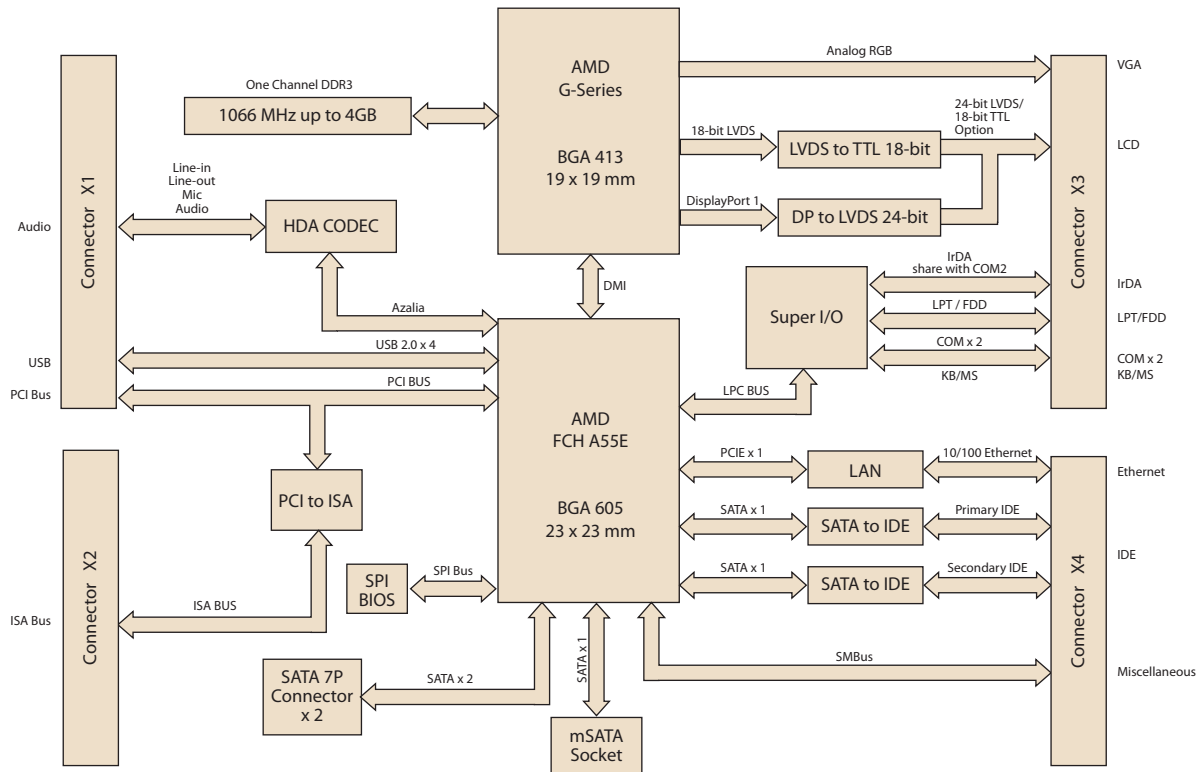 AMD
G-Series
BGA 413
19 x 19 mm
One Channel DDR3
1066 MHz up to 4GB
Analog RGB
VGA
18-bit LVDS
LVDS to TTL 18-bit
24-bit LVDS/
18-bit TTL
Option
LCD
DisplayPort 1
DP to LVDS 24-bit
Connector X1
Connector X3
Line-in
Line-out
Mic
Audio
Audio
HDA CODEC
DMI
Azalia
Super I/O
IrDA
share with COM2
IrDA
LPT / FDD
LPT/FDD
COM x 2
KB/MS
COM x 2
KB/MS
USB
USB 2.0 x 4
PCI Bus
PCI BUS
LPC BUS
AMD
FCH A55E
BGA 605
23 x 23 mm
PCIE x 1
LAN
10/100 Ethernet
Ethernet
PCI to ISA
SATA x 1
SATA to IDE
Primary IDE
IDE
SATA x 1
SATA to IDE
Secondary IDE
Connector X2
Connector X4
SPI
BIOS
SPI Bus
ISA Bus
ISA BUS
SATA 7P
Connector
x 2
SATA x 2
SATA x 1
SMBus
Miscellaneous
mSATA
Socket